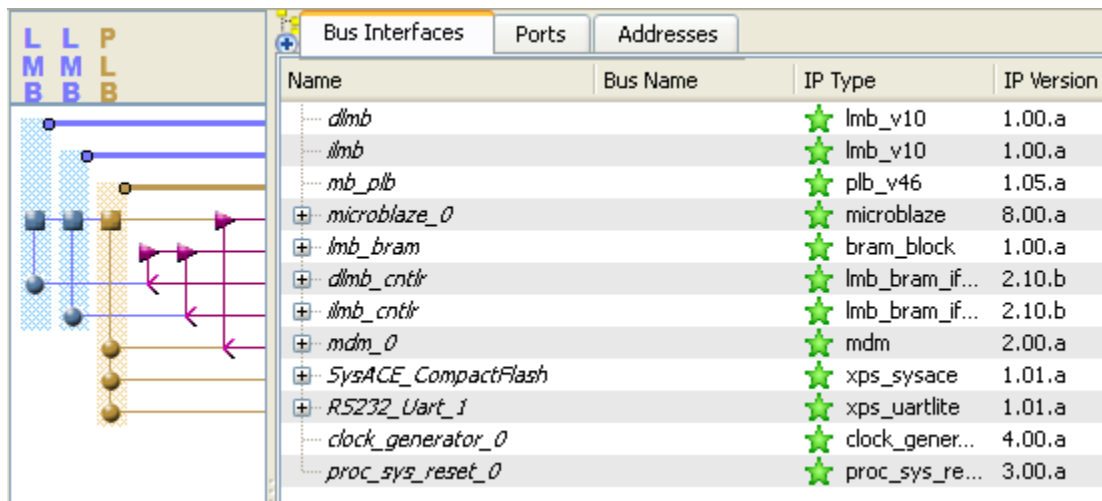 L L P
M M L
B B B
Bus Interfaces Ports Addresses
Name Bus Name IP Type IP Version
dlmb lmb_v10 1.00.a
ilmb lmb_v10 1.00.a
mb_plb plb_v46 1.05.a
microblaze_0 microblaze 8.00.a
lmb_bram bram_block 1.00.a
dlmb_cntlr lmb_bram_if... 2.10.b
ilmb_cntlr lmb_bram_if... 2.10.b
mdm_0 mdm 2.00.a
SysACE_CompactFlash xps_sysace 1.01.a
RS232_Uart_1 xps_uartlite 1.01.a
clock_generator_0 clock_gener... 4.00.a
proc_sys_reset_0 proc_sys_re... 3.00.a